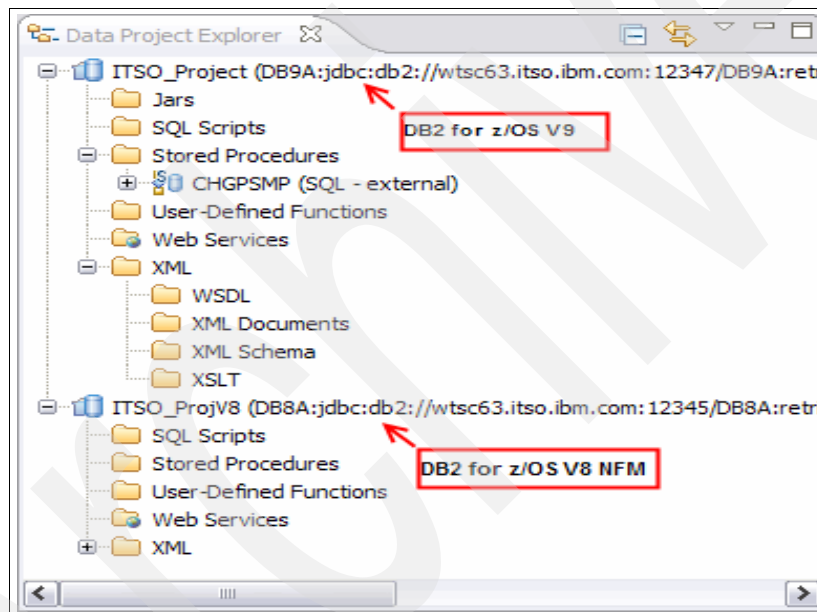 Data Project Explorer
ITSO_Project (DB9A:jdbc:db2://wtsc63.itso.ibm.com:12347/DB9A:retr
Jars
SQL Scripts
DB2 for z/OS V9
Stored Procedures
CHGPSMP (SQL - external)
User-Defined Functions
Web Services
XML
WSDL
XML Documents
XML Schema
XSLT
ITSO_ProjV8 (DB8A:jdbc:db2://wtsc63.itso.ibm.com:12345/DB8A:retr
SQL Scripts
Stored Procedures
DB2 for z/OS V8 NFM
User-Defined Functions
Web Services
XML